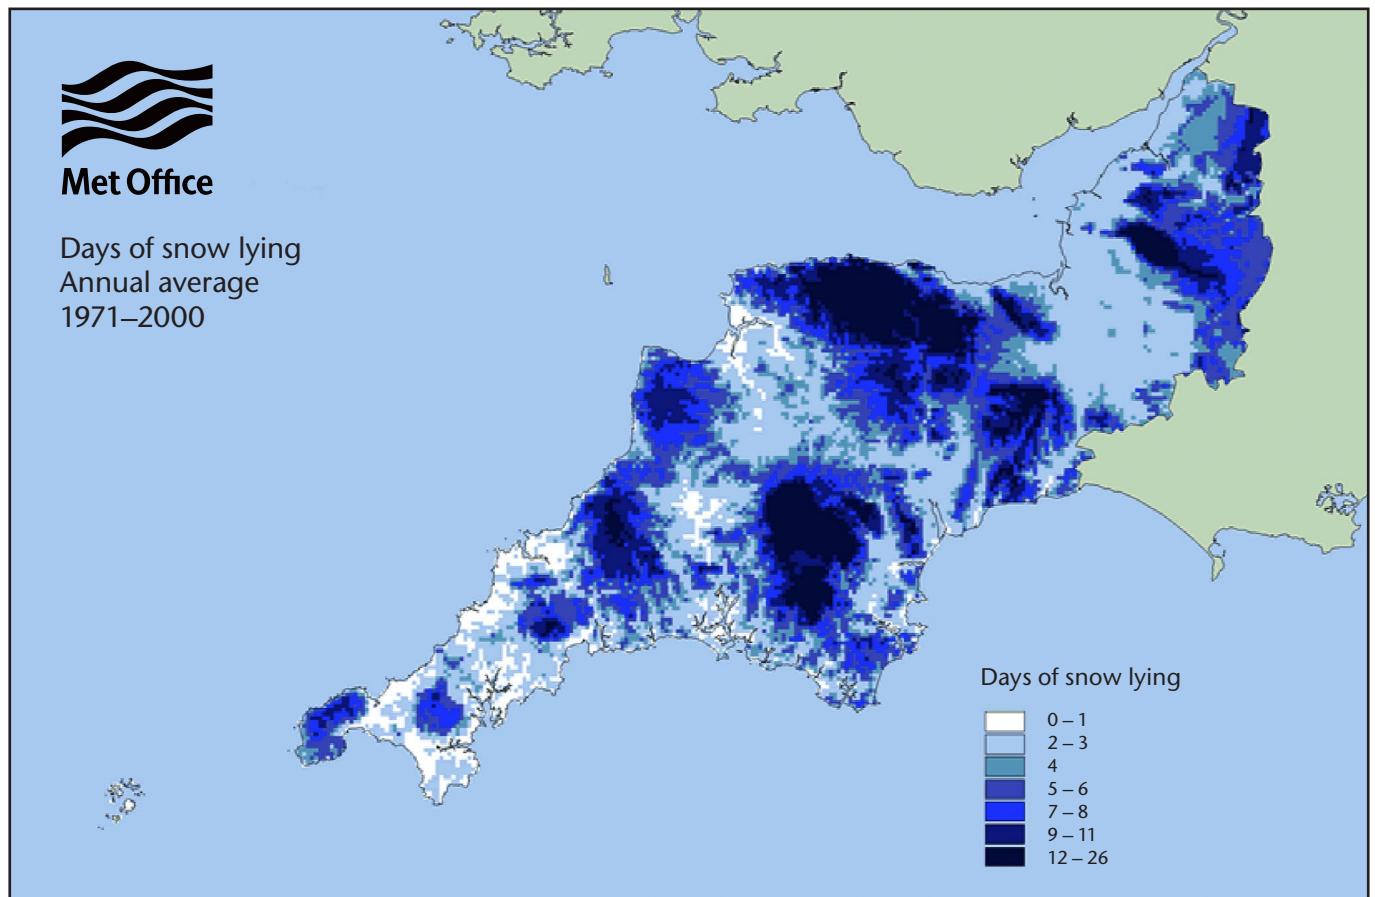 Met Office
Days of snow lying
Annual average
1971–2000
Days of snow lying
0 – 1
2 – 3
4
5 – 6
7 – 8
9 – 11
12 – 26